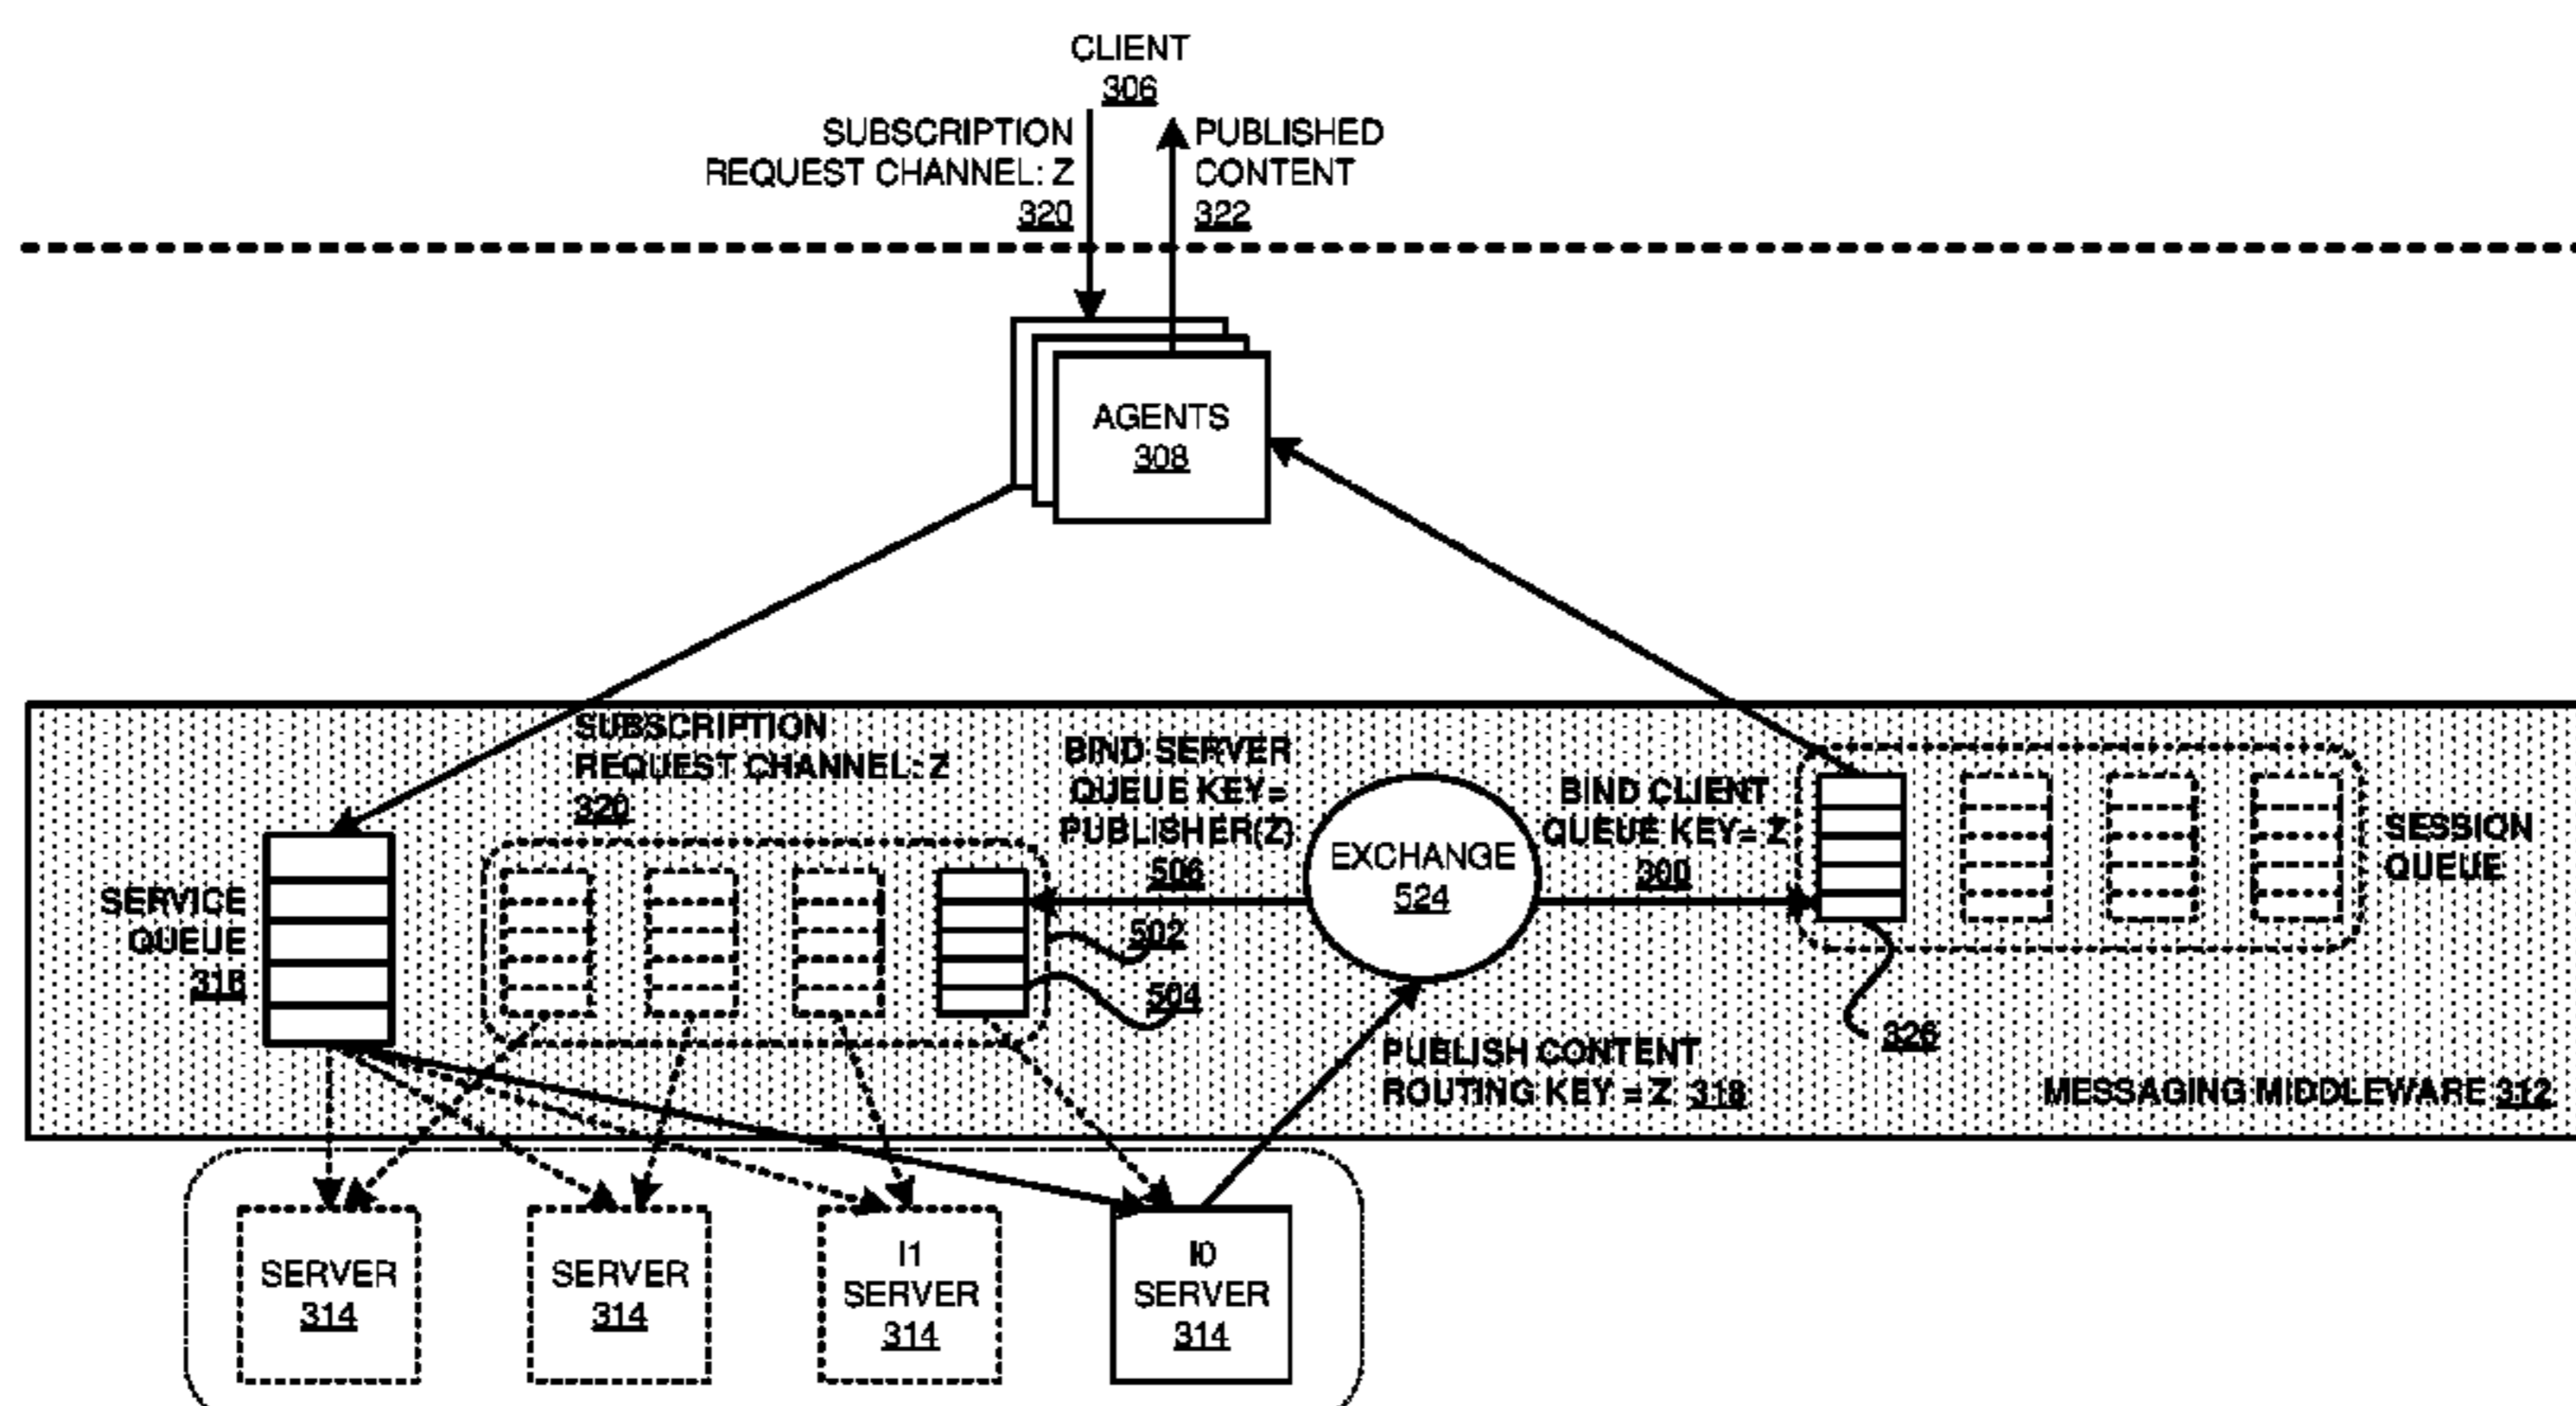 CLIENT
306
SUBSCRIPTION
REQUEST CHANNEL: Z
320
PUBLISHED
CONTENT
322
AGENTS
308
SUBSCRIPTION
REQUEST CHANNEL: Z
320
BIND SERVER
QUEUE KEY=
PUBLISHER(Z)
506
EXCHANGE
524
BIND CLIENT
QUEUE KEY= Z
300
SESSION
QUEUE
SERVICE
QUEUE
316
502
504
326
PUBLISH CONTENT
ROUTING KEY = Z 318
MESSAGING MIDDLEWARE 312
SERVER
314
SERVER
314
I1
SERVER
314
I0
SERVER
314